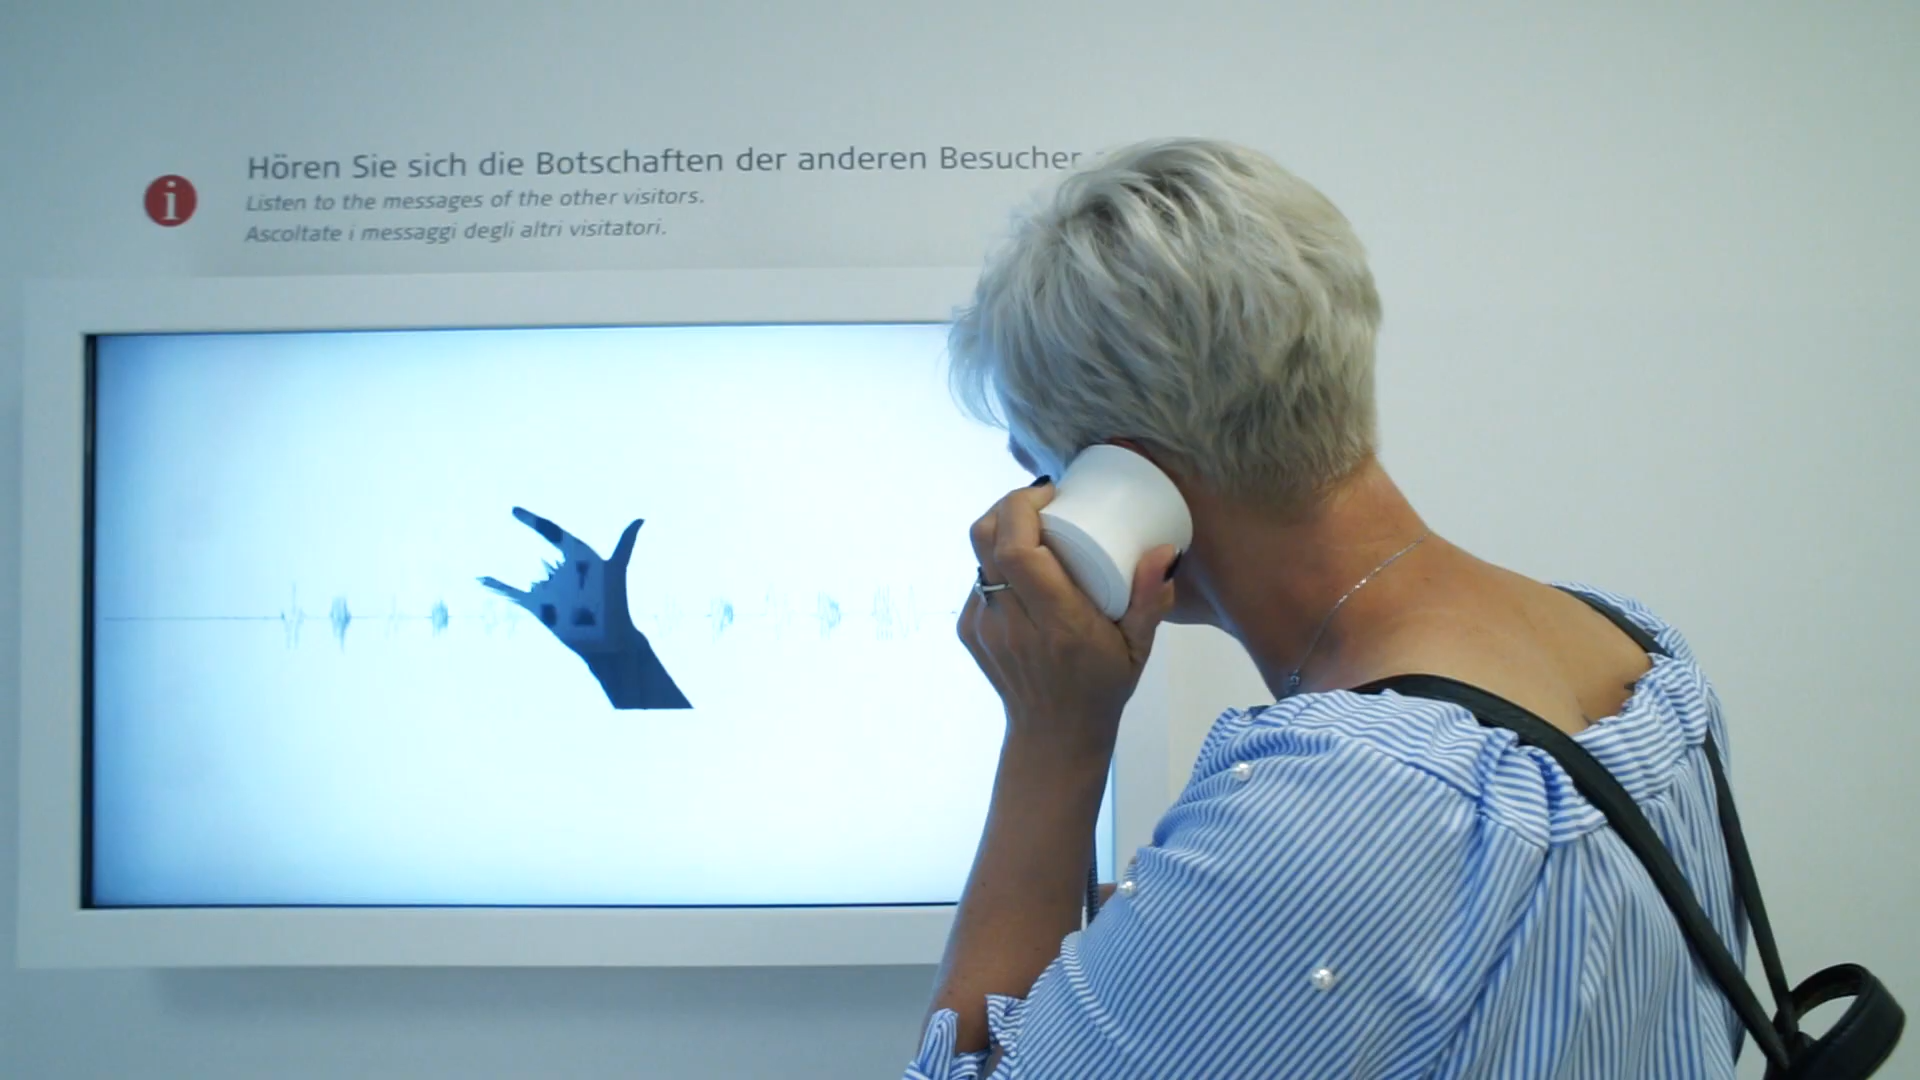 i
Hören Sie sich die Botschaften der anderen Besucher
Listen to the messages of the other visitors.
Ascoltate i messaggi degli altri visitatori.